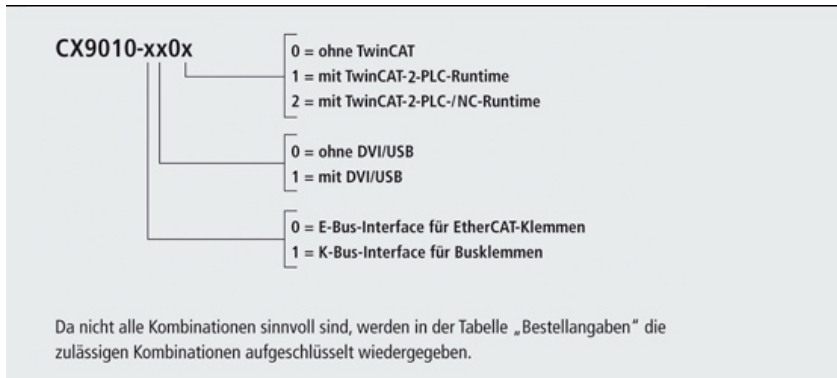 CX9010-xx0x
0 = ohne TwinCAT
1 = mit TwinCAT-2-PLC-Runtime
2 = mit TwinCAT-2-PLC-/NC-Runtime
0 = ohne DVI/USB
1 = mit DVI/USB
0 = E-Bus-Interface für EtherCAT-Klemmen
1 = K-Bus-Interface für Busklemmen
Da nicht alle Kombinationen sinnvoll sind, werden in der Tabelle „Bestellangaben“ die
zulässigen Kombinationen aufgeschlüsselt wiedergegeben.